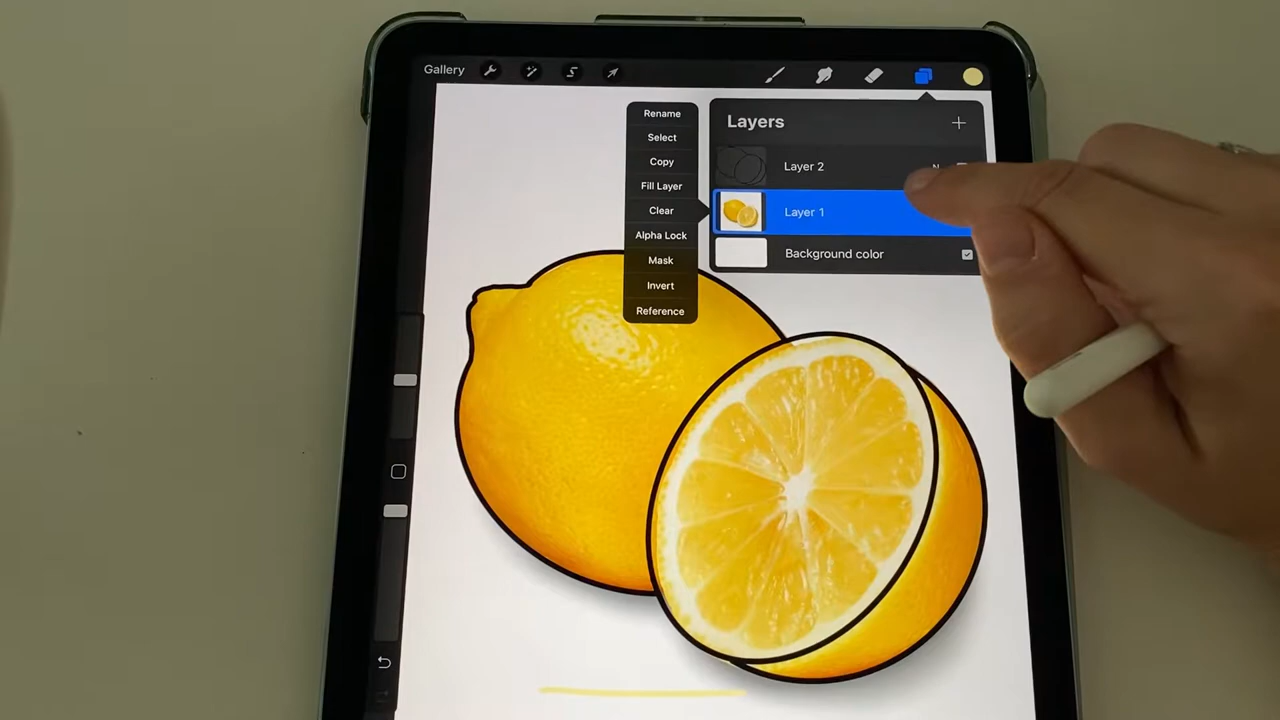 Gallery
Layers
Rename
Select
Copy
Fill Layer
Clear
Alpha Lock
Mask
Invert
Reference
Layer 2
N
Layer 1
Background color